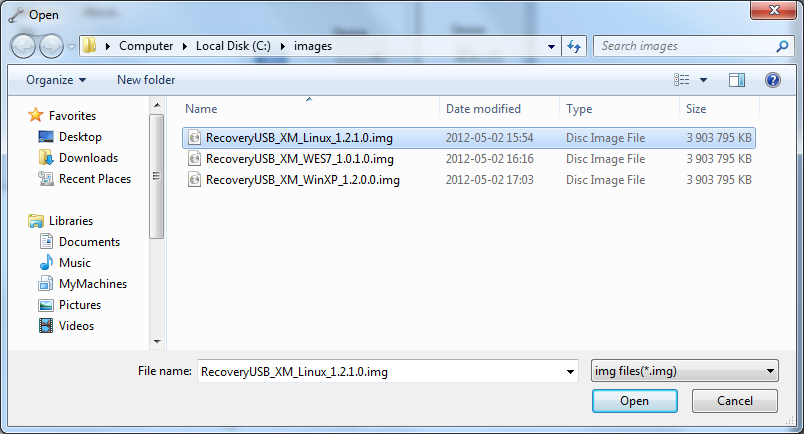 Open
Computer Local Disk (C:) images
Search images
Organize New folder
Name Date modified Type Size
Favorites
Desktop
Downloads
Recent Places
Libraries
Documents
Music
MyMachines
Pictures
Videos
RecoveryUSB_XM_Linux_1.2.1.0.img 2012-05-02 15:54 Disc Image File 3 903 795 KB
RecoveryUSB_XM_WES7_1.0.1.0.img 2012-05-02 16:16 Disc Image File 3 903 795 KB
RecoveryUSB_XM_WinXP_1.2.0.0.img 2012-05-02 17:03 Disc Image File 3 903 795 KB
File name: RecoveryUSB_XM_Linux_1.2.1.0.img img files(*.img)
Open Cancel